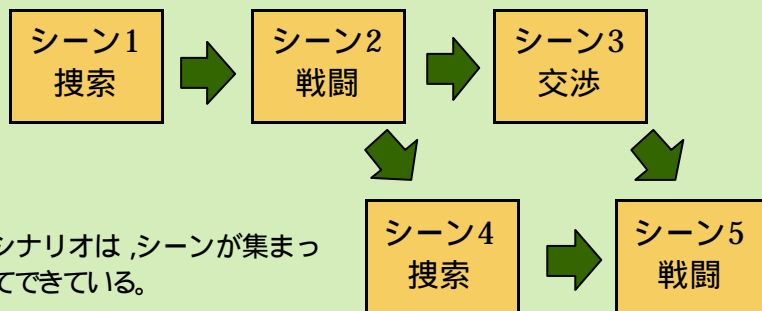 シーン1
捜索
シーン2
戦闘
シーン3
交渉
シナリオは,シーンが集まっ
てできている。
シーン4
捜索
シーン5
戦闘